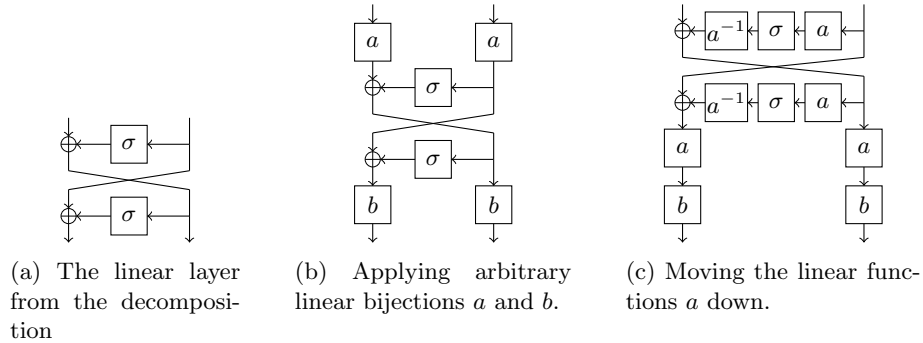 a a
σ
σ
b b
σ
σ
a⁻¹ σ a
a⁻¹ σ a
a a
b b
(a) The linear layer
from the decomposi-
tion
(b) Applying arbitrary
linear bijections a and b.
(c) Moving the linear func-
tions a down.